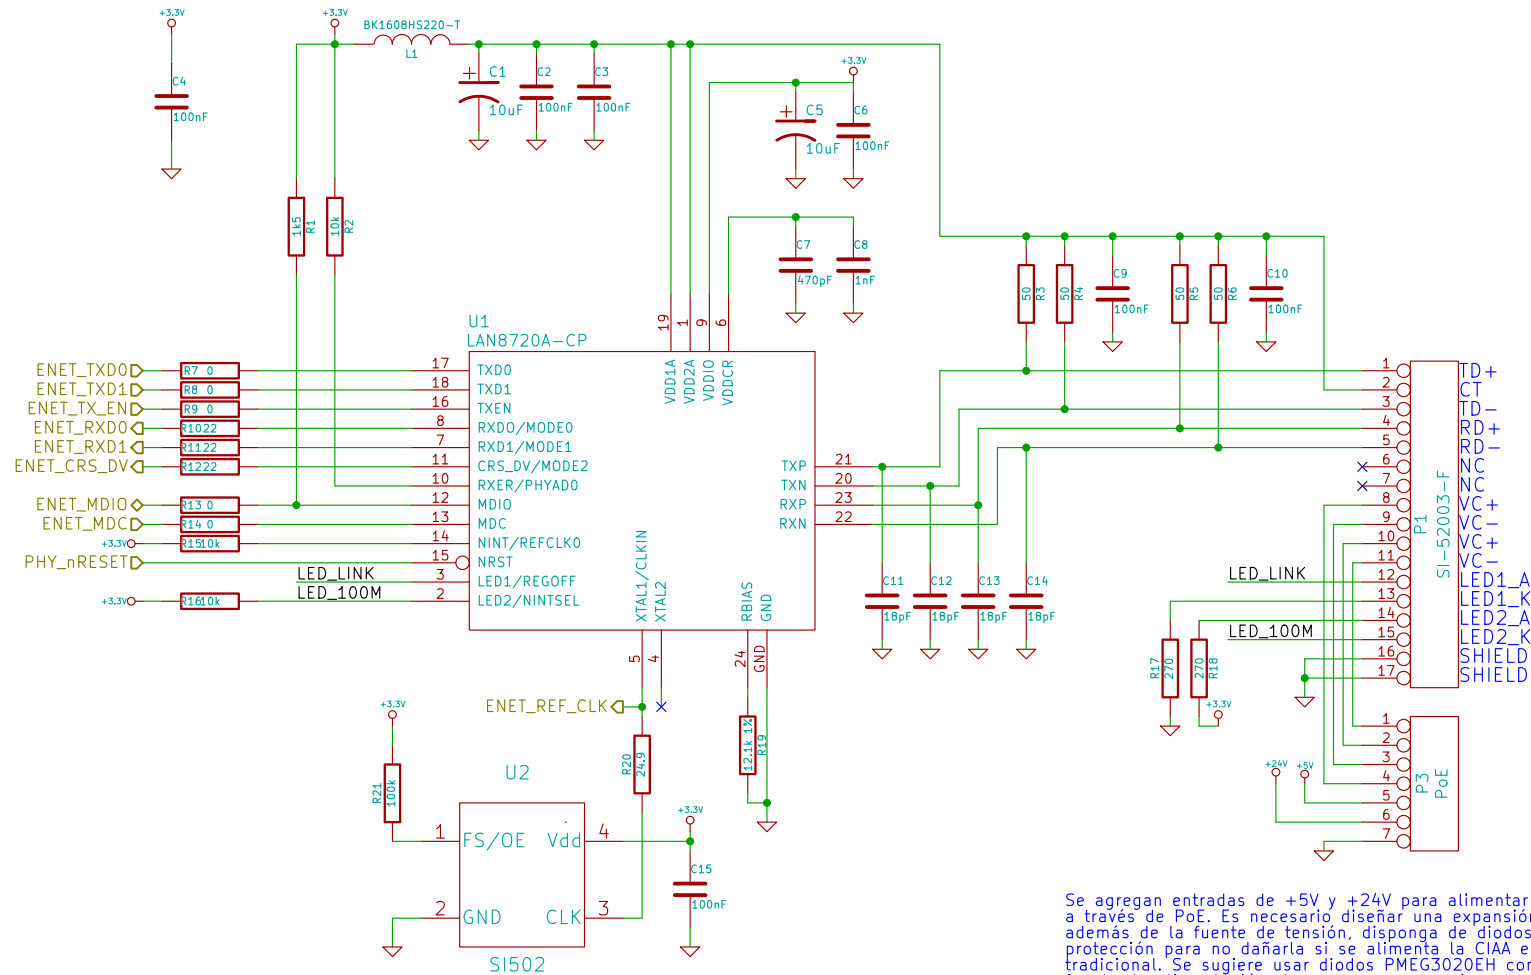 +3.3V
+3.3V
BK1608HS220-T
L1
C4
100nF
C1
10uF
C2
100nF
C3
100nF
+3.3V
C5
10uF
C6
100nF
1k5
R1
10k
R2
C7
470pF
C8
1nF
50
R3
50
R4
C9
100nF
50
R5
50
R6
C10
100nF
U1
LAN8720A-CP
19
1
9
6
VDD1A
VDD2A
VDDIO
VDDCR
ENET_TXD0
R7 0
17
TXD0
ENET_TXD1
R8 0
18
TXD1
ENET_TX_EN
R9 0
16
TXEN
ENET_RXD0
R10 22
8
RXD0/MODE0
ENET_RXD1
R11 22
7
RXD1/MODE1
ENET_CRS_DV
R12 22
11
CRS_DV/MODE2
10
RXER/PHYAD0
ENET_MDIO
R13 0
12
MDIO
ENET_MDC
R14 0
13
MDC
+3.3V
R15 10k
14
NINT/REFCLK0
PHY_nRESET
15
NRST
LED_LINK
3
LED1/REGOFF
+3.3V
R16 10k
LED_100M
2
LED2/NINTSEL
TXP
21
TXN
20
RXP
23
RXN
22
XTAL1/CLKIN
XTAL2
RBIAS
GND
5
4
24
GND
C11
18pF
C12
18pF
C13
18pF
C14
18pF
1
TD+
2
CT
3
TD-
4
RD+
5
RD-
6
NC
7
NC
8
VC+
9
VC-
10
VC+
11
VC-
LED_LINK
12
LED1_A
13
LED1_K
14
LED2_A
LED_100M
15
LED2_K
16
SHIELD
17
SHIELD
P1
SI-52003-F
R17
270
270
R18
+3.3V
ENET_REF_CLK
R20
24.9
12.1k 1%
R19
+3.3V
R21
100k
U2
1
FS/OE
Vdd
4
2
GND
CLK
3
SI502
+3.3V
C15
100nF
+24V
+5V
1
2
3
4
5
6
7
P3
PoE
Se agregan entradas de +5V y +24V para alimentar
a través de PoE. Es necesario diseñar una expansión
además de la fuente de tensión, disponga de diodos
protección para no dañarla si se alimenta la CIAA e
tradicional. Se sugiere usar diodos PMEG3020EH con